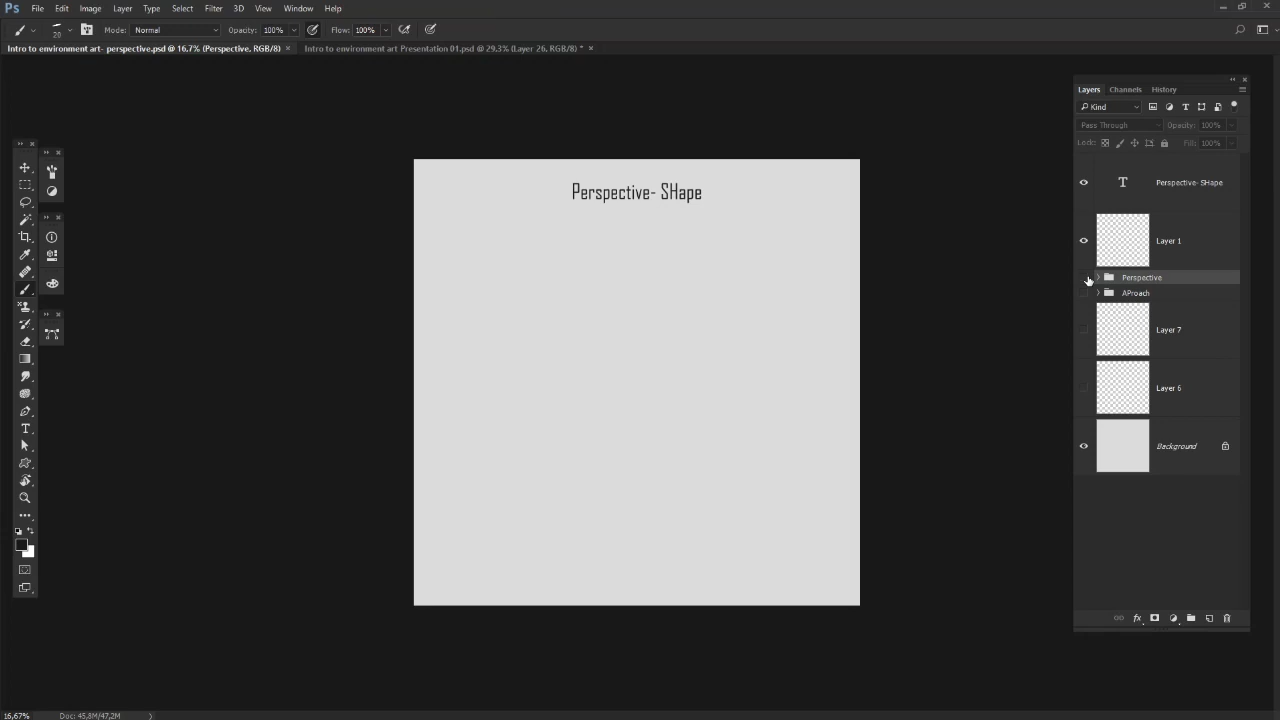 Ps File Edit Image Layer Type Select Filter 3D View Window Help
20 Mode: Normal Opacity: 100% Flow: 100%
Intro to environment art- perspective.psd @ 16,7% (Perspective, RGB/8) × Intro to environment art Presentation 01.psd @ 29.3% (Layer 26, RGB/8) * ×
Layers Channels History
Kind
Pass Through Opacity: 100%
Lock: Fill: 100%
T Perspective- SHape
Perspective- SHape
Layer 1
Perspective
AProach
Layer 7
Layer 6
Background
fx
16,67% Doc: 45,8M/47,2M